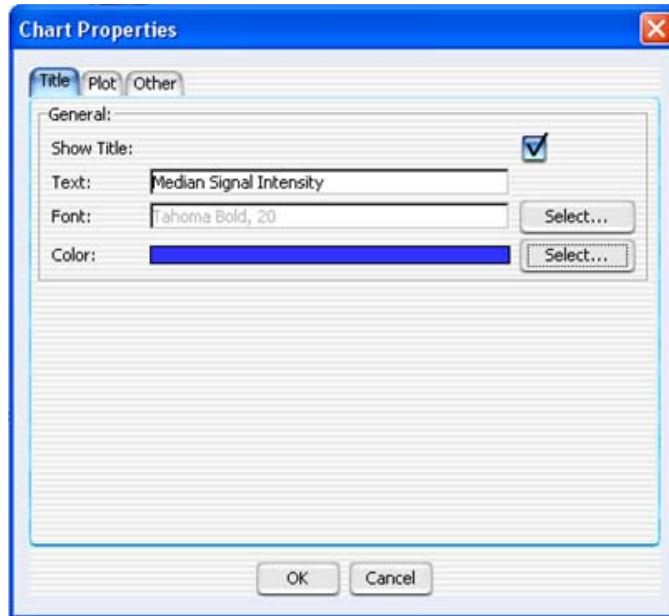 Chart Properties
Title Plot Other
General:
Show Title:
Text: Median Signal Intensity
Font: Tahoma Bold, 20 Select...
Color: Select...
OK Cancel